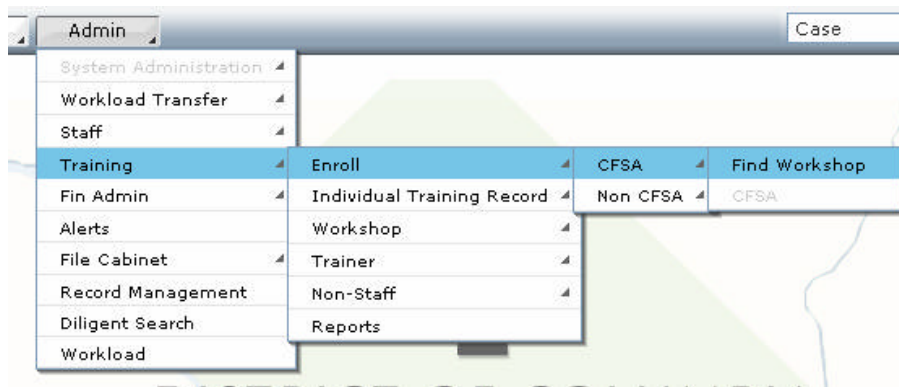 Admin
Case
System Administration
Workload Transfer
Staff
Training
Fin Admin
Alerts
File Cabinet
Record Management
Diligent Search
Workload
Enroll
Individual Training Record
Workshop
Trainer
Non-Staff
Reports
CFSA
Non CFSA
Find Workshop
CFSA